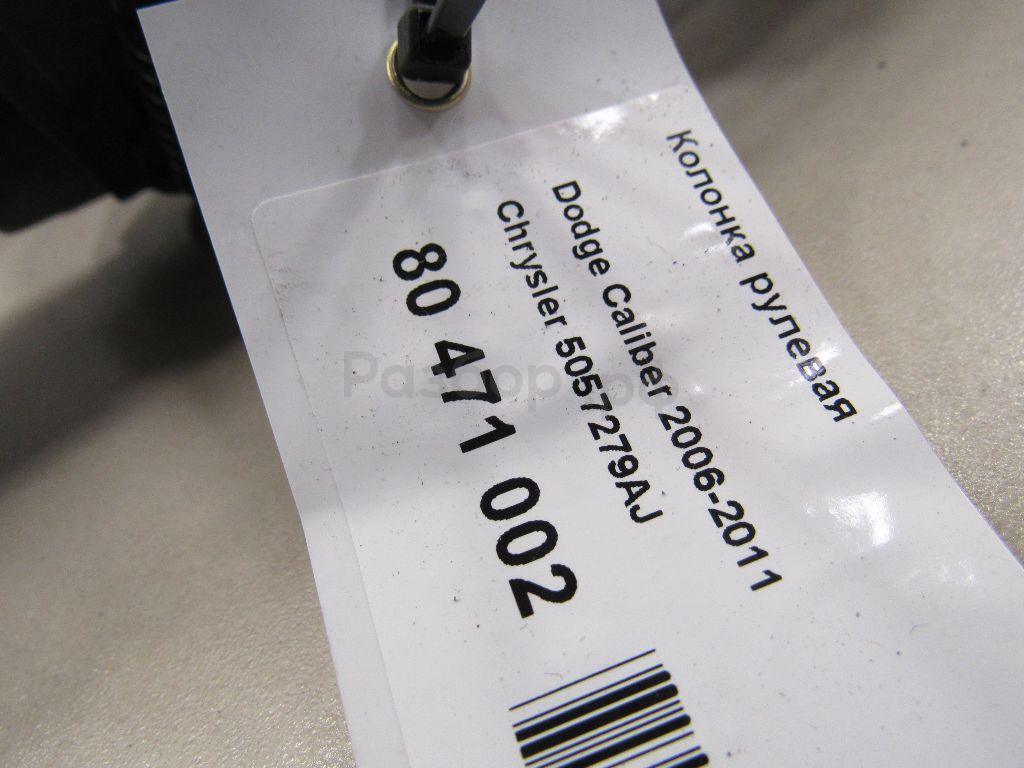 Колонка рулевая
Dodge Caliber 2006-2011
Chrysler 5057279AJ
80 471 002